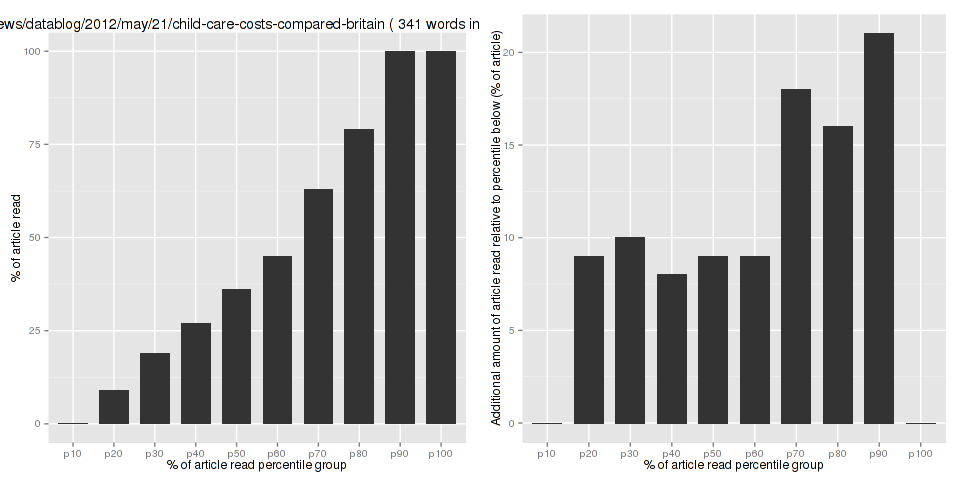 ews/datablog/2012/may/21/child-care-costs-compared-britain ( 341 words in
% of article read
100
75
50
25
0
p10 p20 p30 p40 p50 p60 p70 p80 p90 p100
% of article read percentile group
Additional amount of article read relative to percentile below (% of article)
20
15
10
5
0
p10 p20 p30 p40 p50 p60 p70 p80 p90 p100
% of article read percentile group